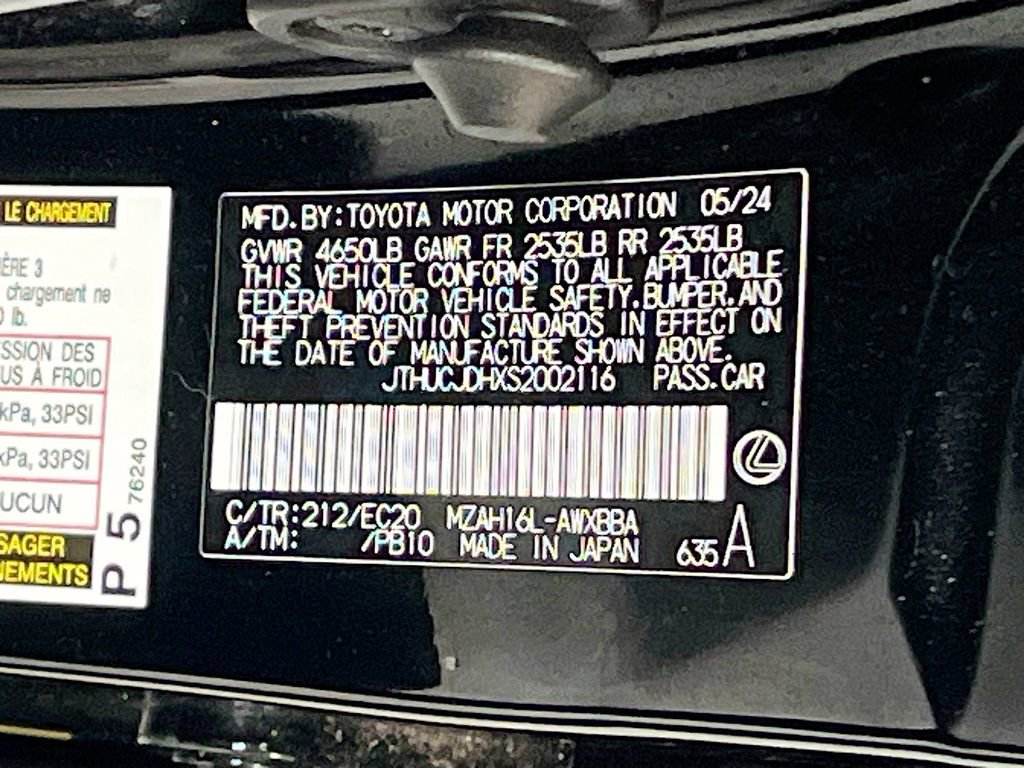 LE CHARGEMENT
IÈRE 3
chargement ne
0 lb.
SSION DES
US À FROID
kPa, 33PSI
kPa, 33PSI
UCUN
SAGER
NEMENTS
P 5 76240
MFD. BY: TOYOTA MOTOR CORPORATION 05/24
GVWR 4650LB GAWR FR 2535LB RR 2535LB
THIS VEHICLE CONFORMS TO ALL APPLICABLE
FEDERAL MOTOR VEHICLE SAFETY, BUMPER, AND
THEFT PREVENTION STANDARDS IN EFFECT ON
THE DATE OF MANUFACTURE SHOWN ABOVE.
JTHUCJDHXS2002116 PASS. CAR
C/TR: 212/EC20 MZAH16L-AWXBBA
A/TM: /PB10 MADE IN JAPAN 635 A